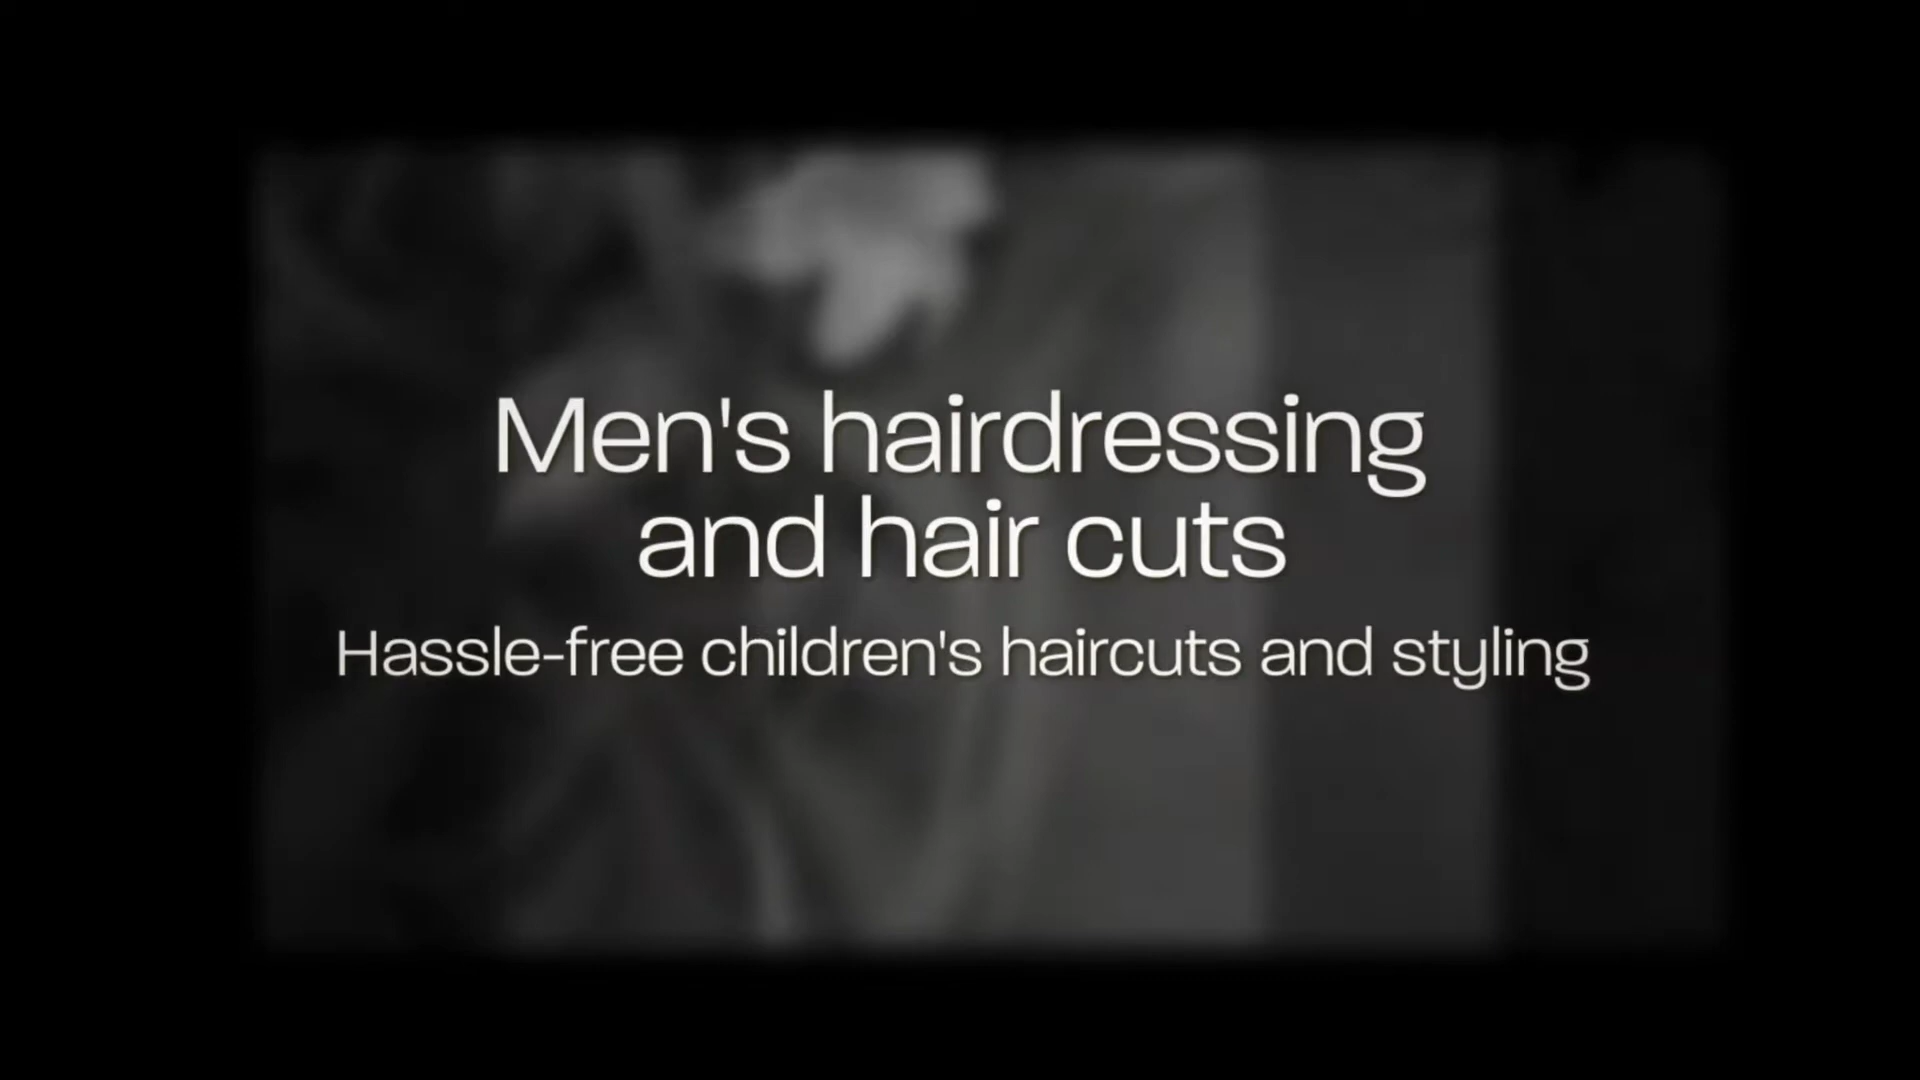 Men's hairdressing
and hair cuts
Hassle-free children's haircuts and styling